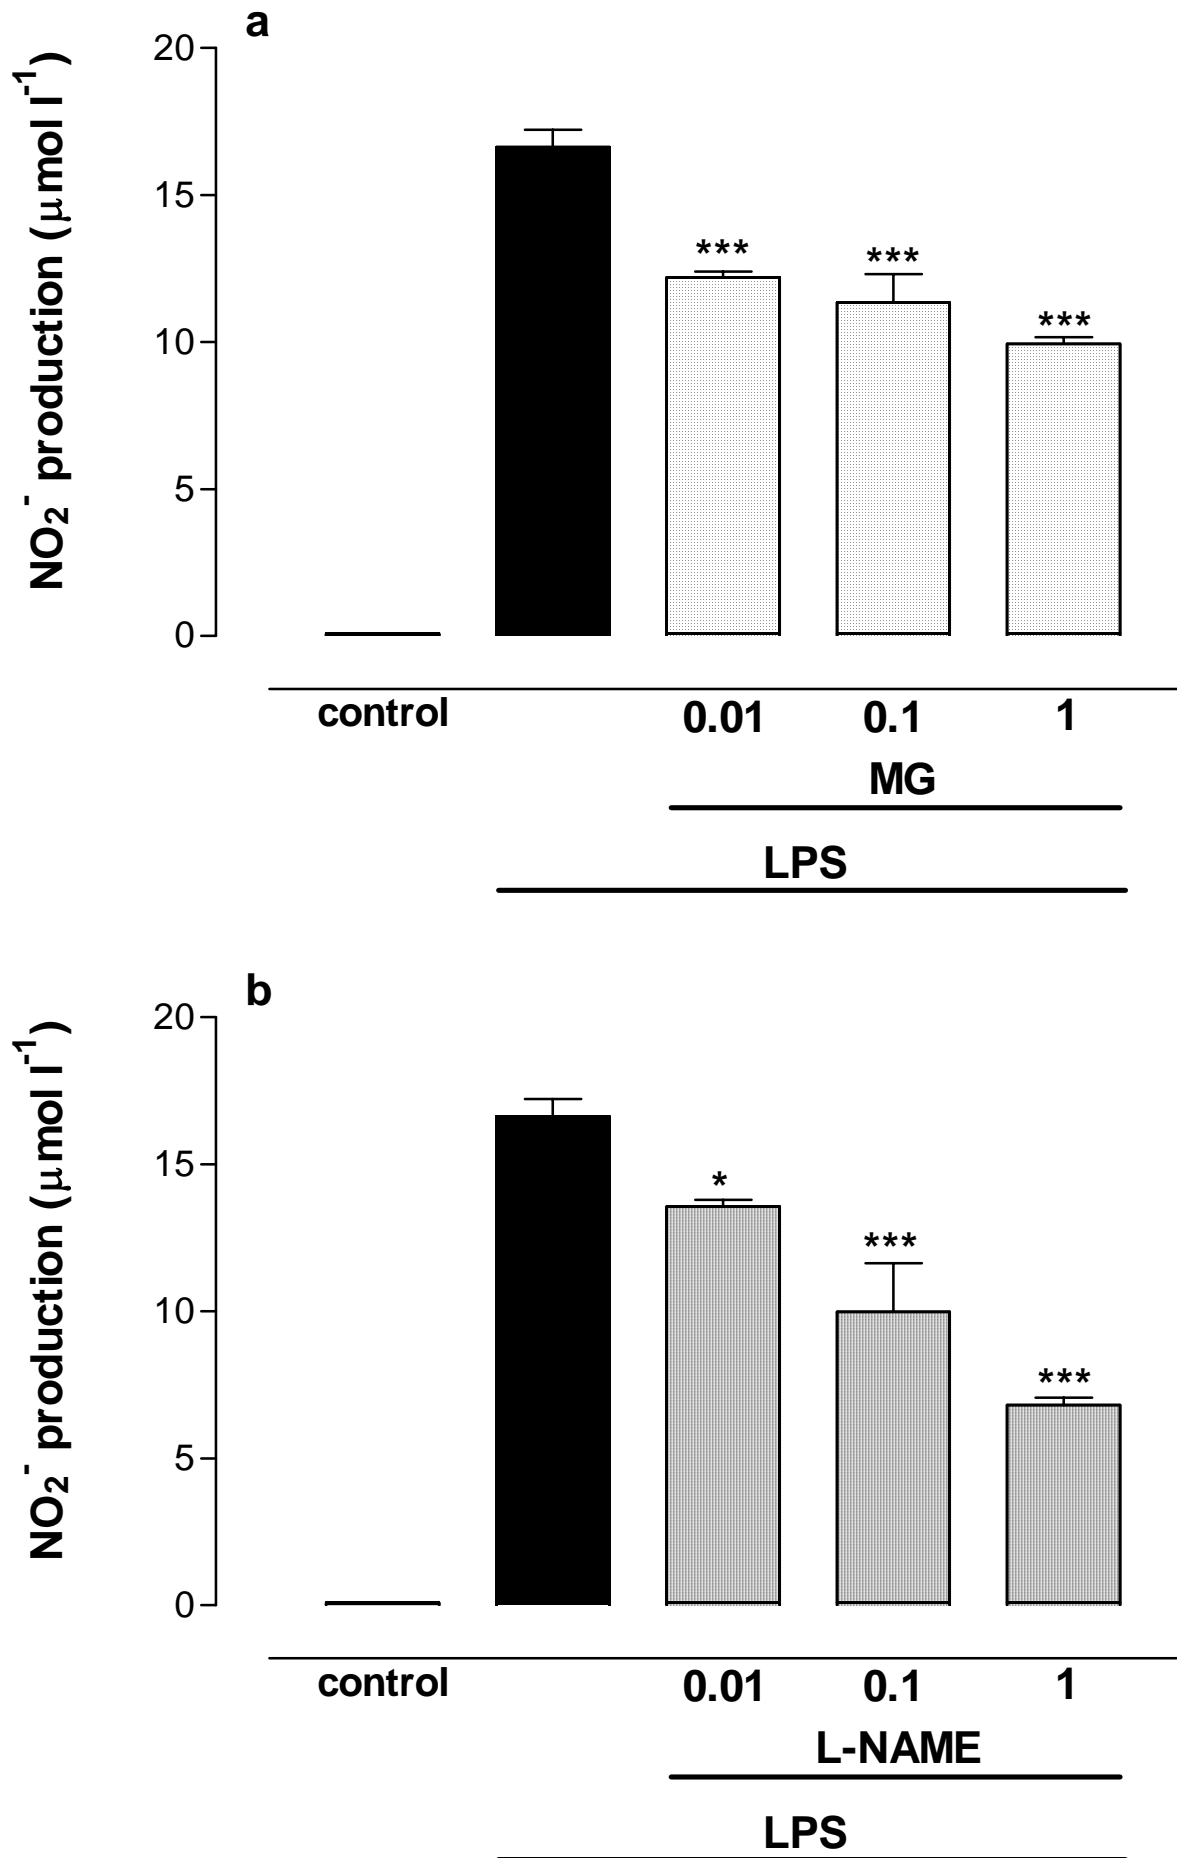 a
NO₂⁻ production (μmol l⁻¹)
20
15
10
5
0
***
***
***
control
0.01
0.1
1
MG
LPS
b
NO₂⁻ production (μmol l⁻¹)
20
15
10
5
0
*
***
***
control
0.01
0.1
1
L-NAME
LPS